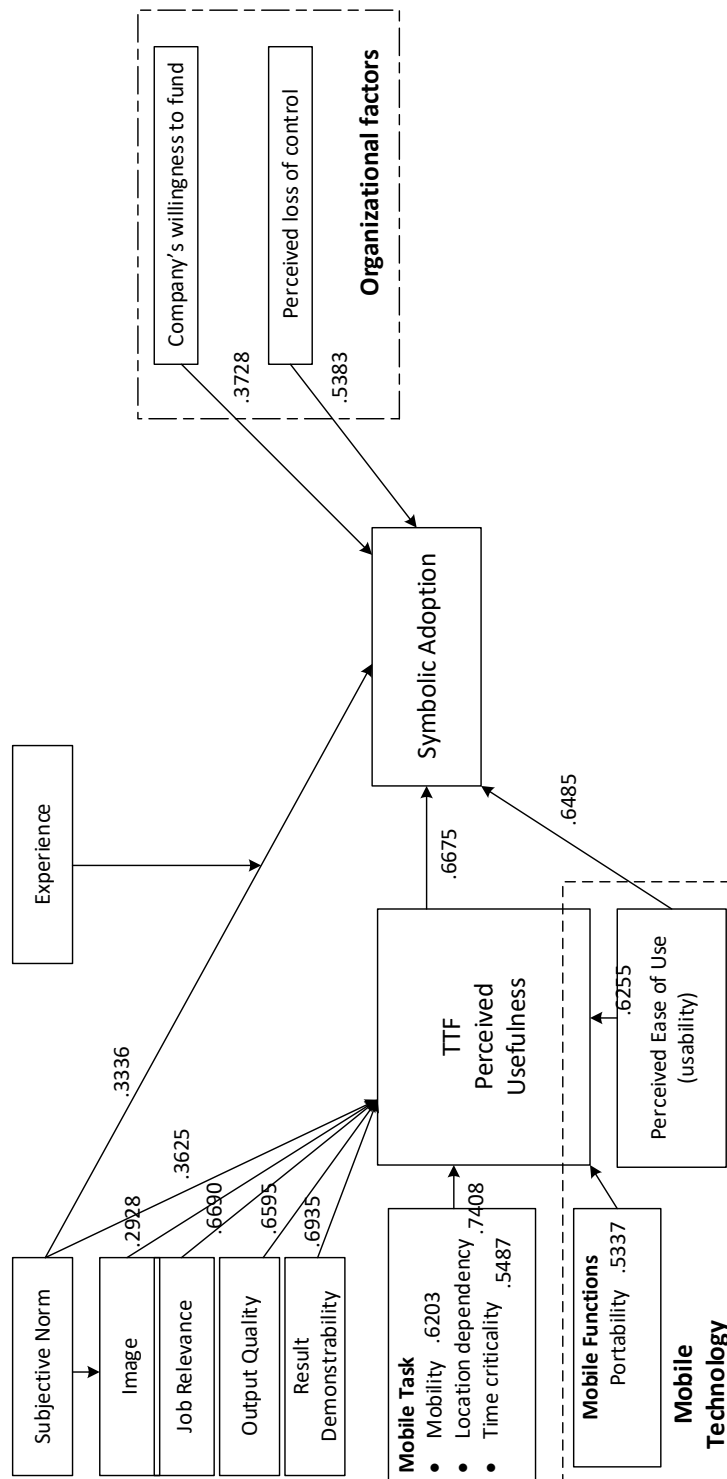 Subjective Norm
Image
Job Relevance
Output Quality
Result
Demonstrability
Experience
.3336
.3625
.2928
.6690
.6595
.6935
Mobile Task
• Mobility .6203
• Location dependency .7408
• Time criticality .5487
Mobile Functions
Portability .5337
Mobile
Technology
TTF
Perceived
Usefulness
.6255
Perceived Ease of Use
(usability)
.6675
.6485
Symbolic Adoption
.3728
.5383
Company’s willingness to fund
Perceived loss of control
Organizational factors